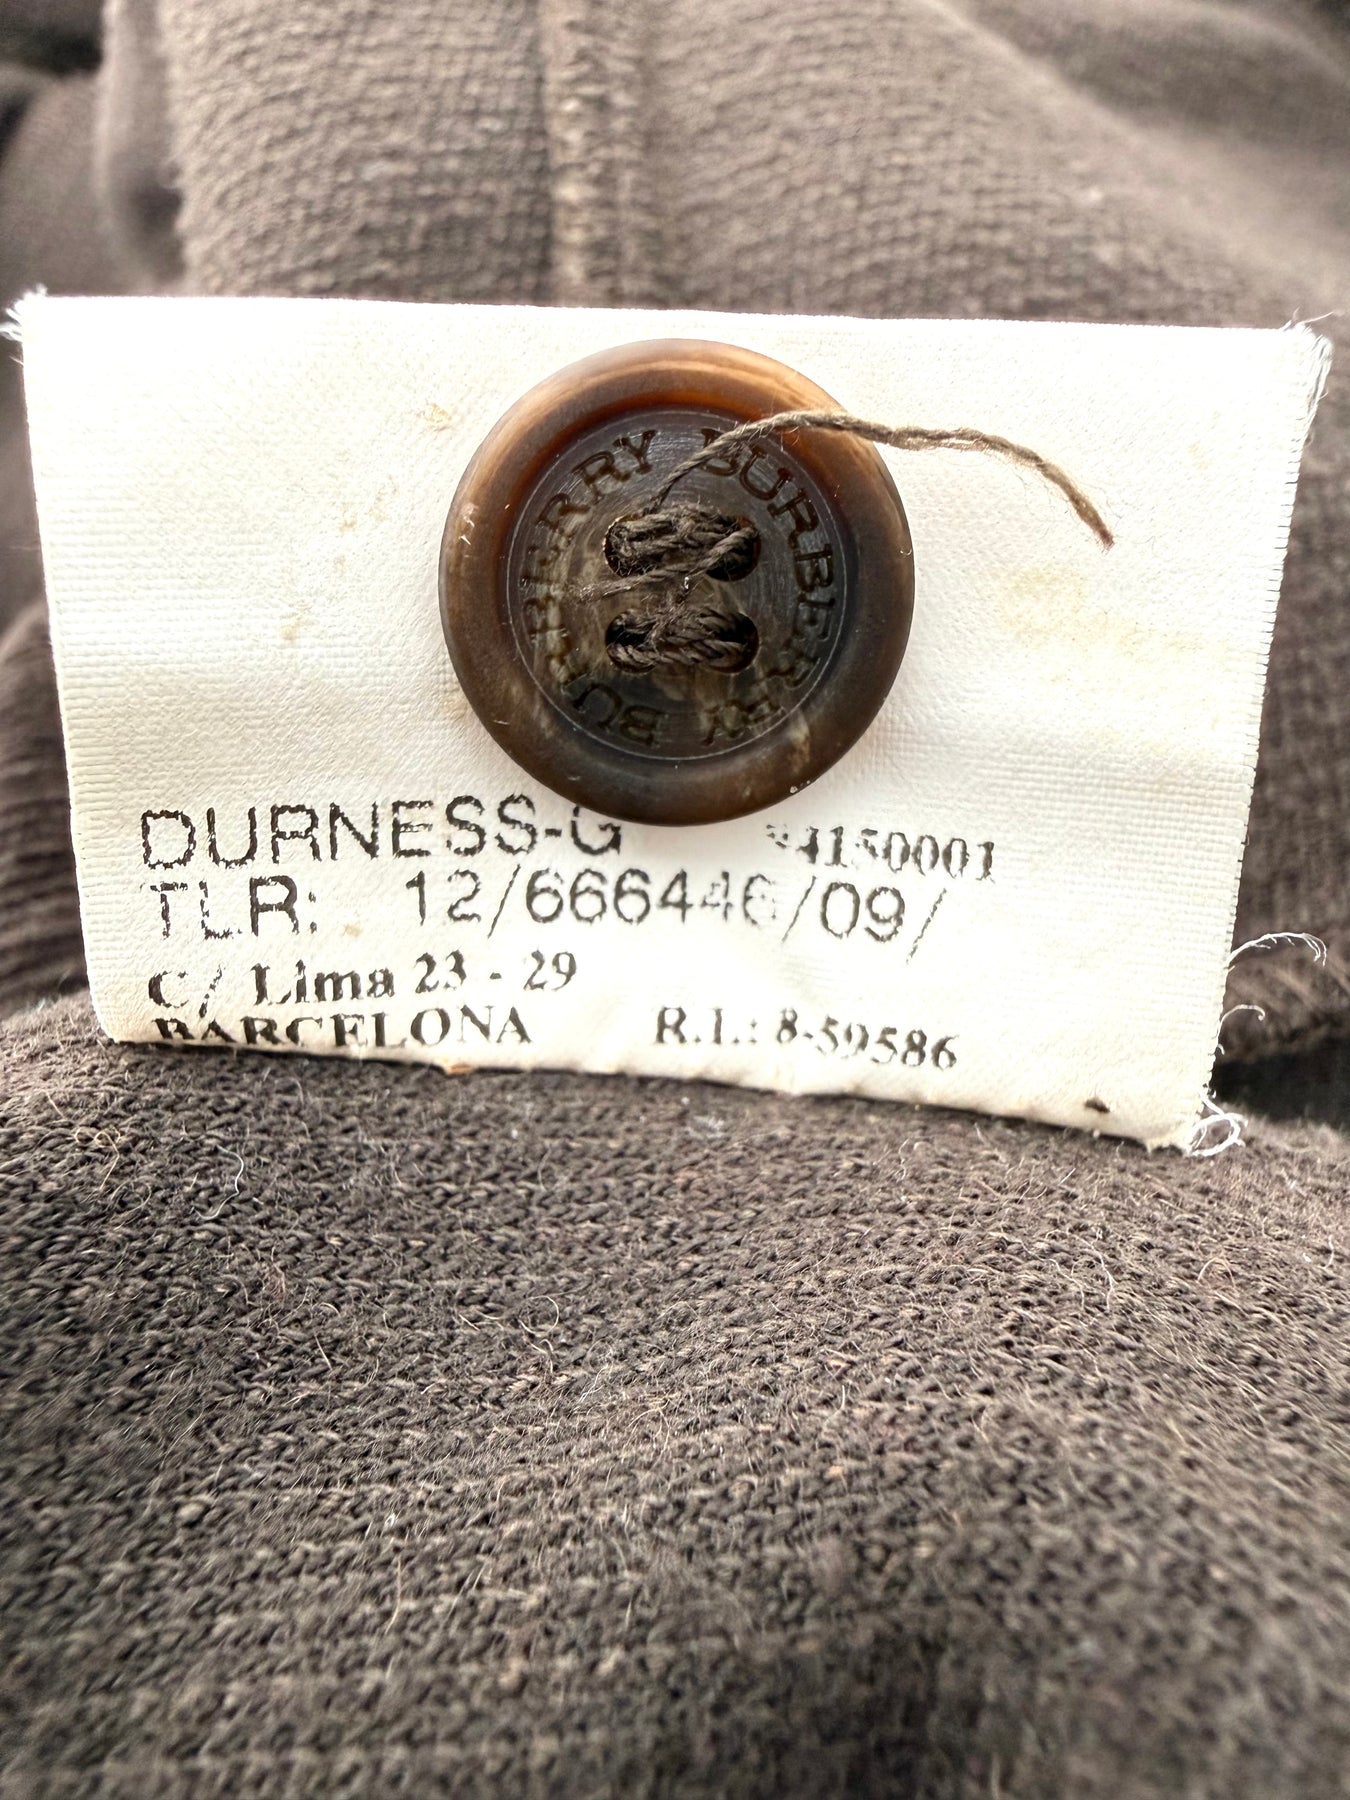 BURBERRY BURBERRY BURBERRY
DURNESS-G
TLR: 12/666446/09/
C/ Lima 23 - 29
BARCELONA R.I.: 8-59586